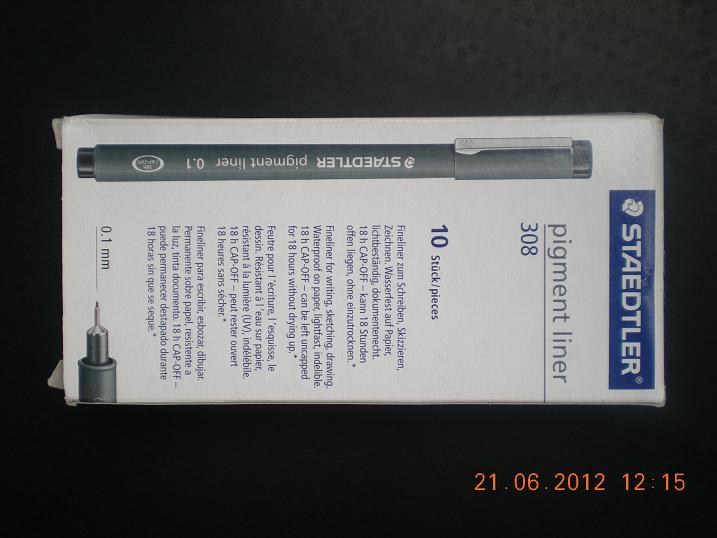 STAEDTLER®
pigment liner
308
10 Stück/pieces
Fineliner zum Schreiben, Skizzieren,
Zeichnen. Wasserfest auf Papier,
lichtbeständig, dokumentenecht.
18 h CAP-OFF – kann 18 Stunden
offen liegen, ohne einzutrocknen.*
Fineliner for writing, sketching, drawing.
Waterproof on paper, lightfast, indelible.
18 h CAP-OFF – can be left uncapped
for 18 hours without drying up.*
Feutre pour l'écriture, l'esquisse, le
dessin. Résistant à l'eau sur papier,
résistant à la lumière (UV), indélébile.
18 h CAP-OFF – peut rester ouvert
18 heures sans sécher.*
Fineliner para escribir, esbozar, dibujar.
Permanente sobre papel, resistente a
la luz, tinta documento. 18 h CAP-OFF –
puede permanecer destapado durante
18 horas sin que se seque.*
0.1 mm
STAEDTLER pigment liner 0.1
18h
CAP-OFF
21.06.2012 12:15